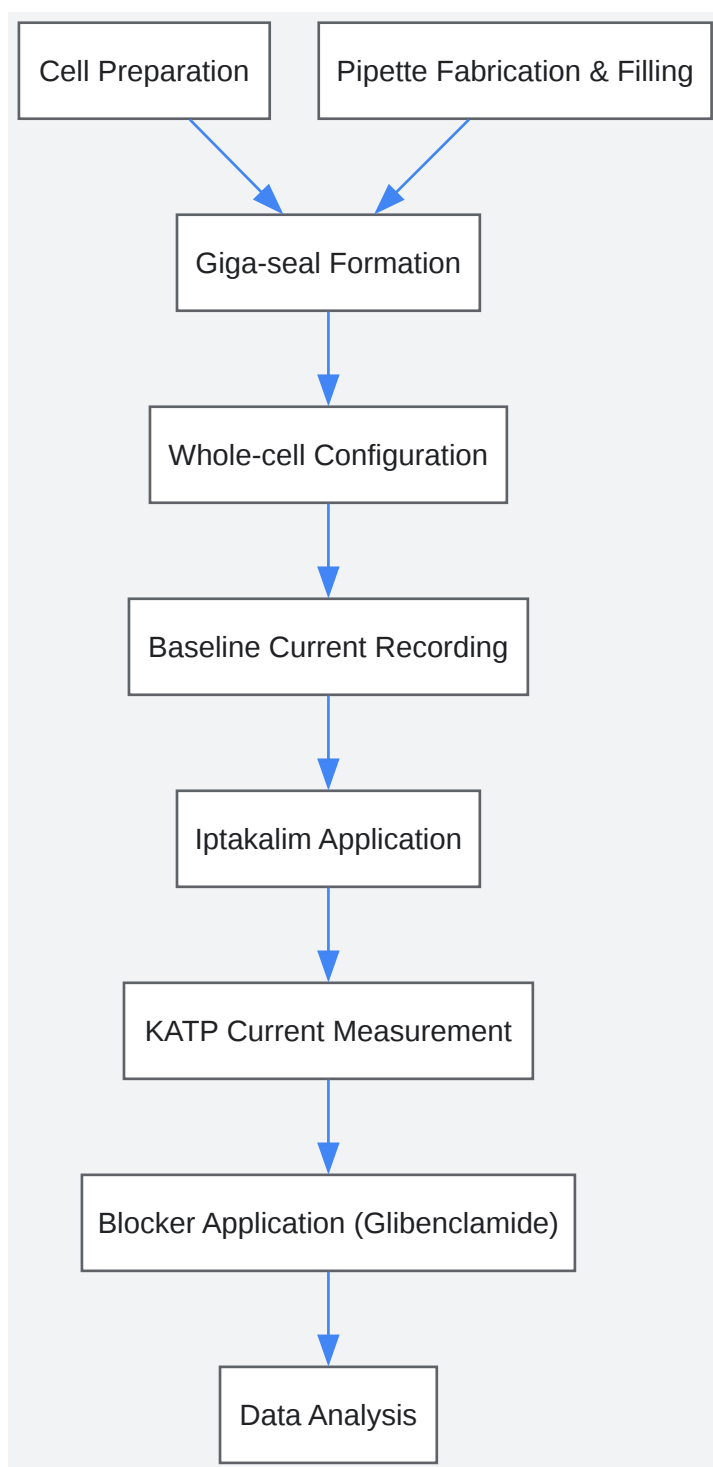 Cell Preparation
Pipette Fabrication & Filling
Giga-seal Formation
Whole-cell Configuration
Baseline Current Recording
Iptakalim Application
KATP Current Measurement
Blocker Application (Glibenclamide)
Data Analysis